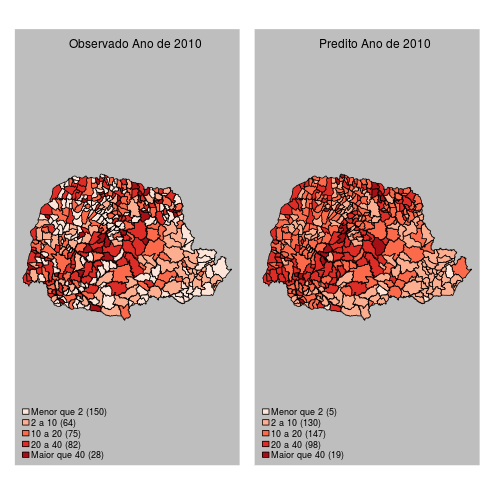 Observado Ano de 2010
Menor que 2 (150)
2 a 10 (64)
10 a 20 (75)
20 a 40 (82)
Maior que 40 (28)
Predito Ano de 2010
Menor que 2 (5)
2 a 10 (130)
10 a 20 (147)
20 a 40 (98)
Maior que 40 (19)